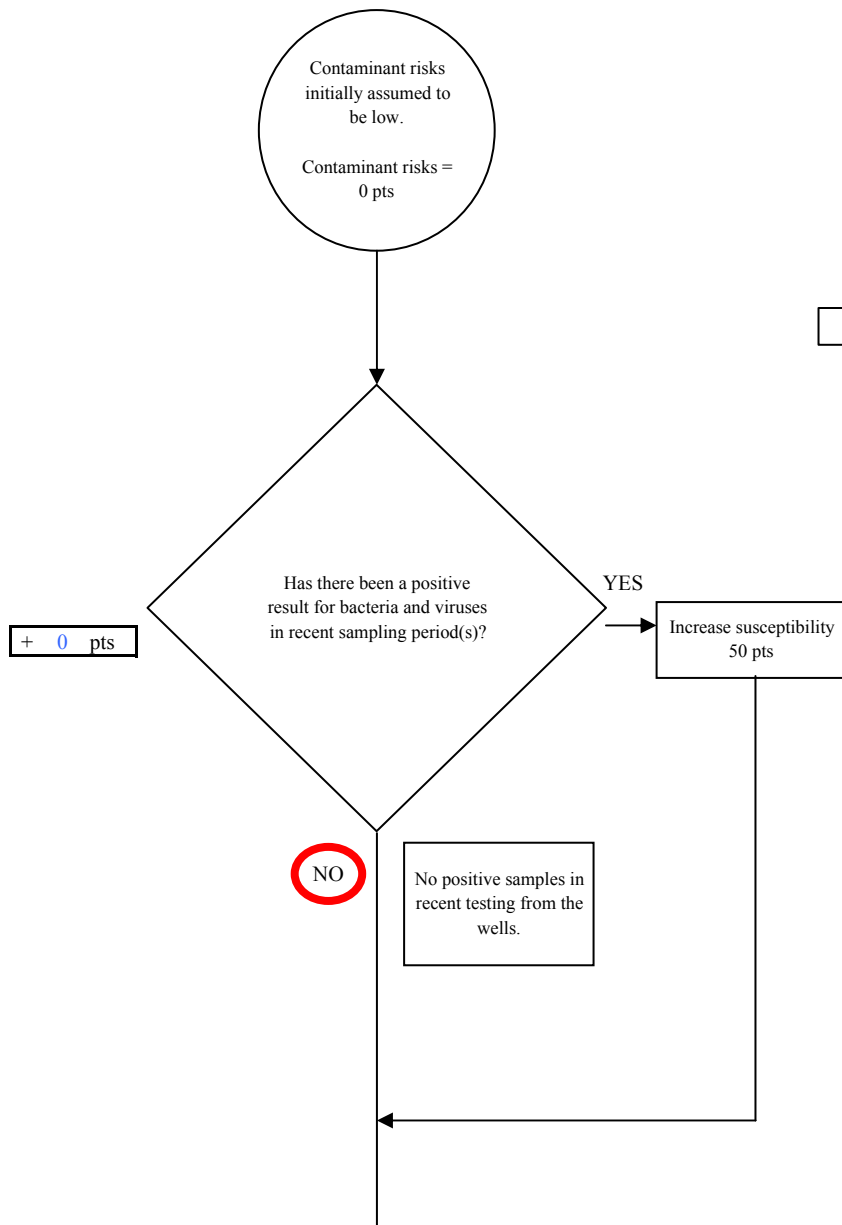 Contaminant risks
initially assumed to
be low.
Contaminant risks =
0 pts
Has there been a positive
result for bacteria and viruses
in recent sampling period(s)?
YES
+ 0 pts
Increase susceptibility
50 pts
NO
No positive samples in
recent testing from the
wells.